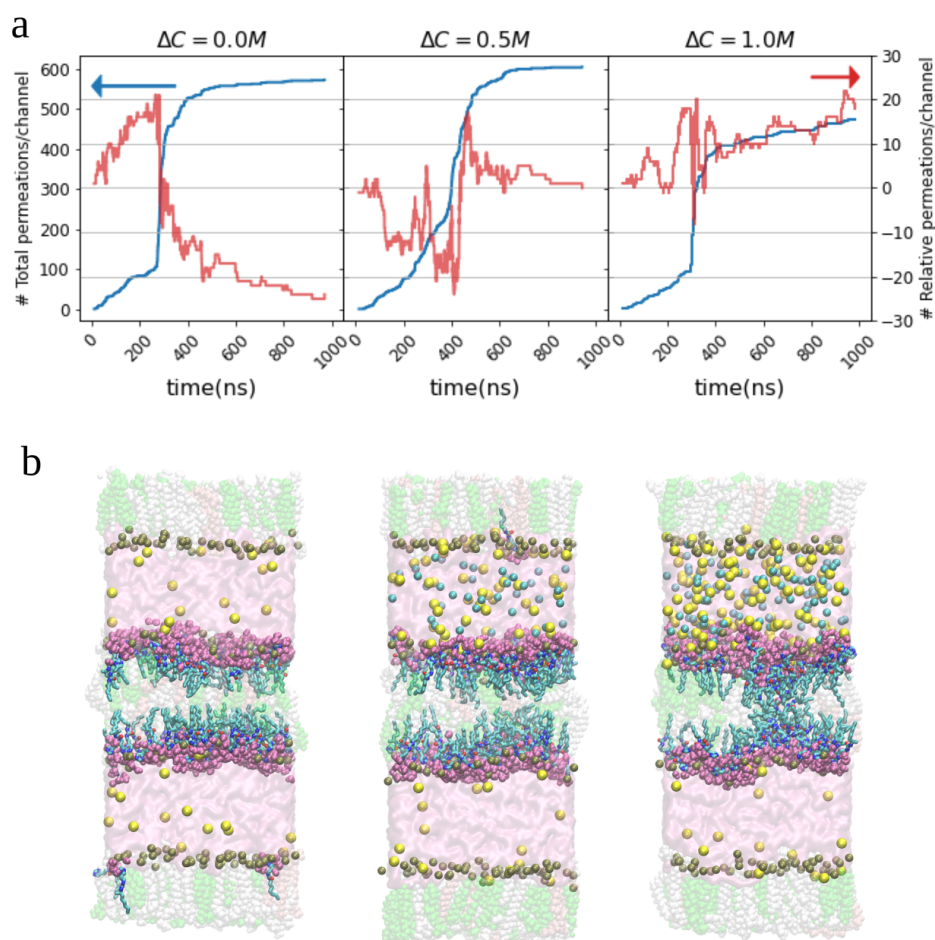 a
ΔC = 0.0M ΔC = 0.5M ΔC = 1.0M
# Total permeations/channel
600
500
400
300
200
100
0
30
20
10
0
−10
−20
−30
# Relative permeations/channel
0 200 400 600 800 1000 0 200 400 600 800 1000 0 200 400 600 800 1000
time(ns) time(ns) time(ns)
b